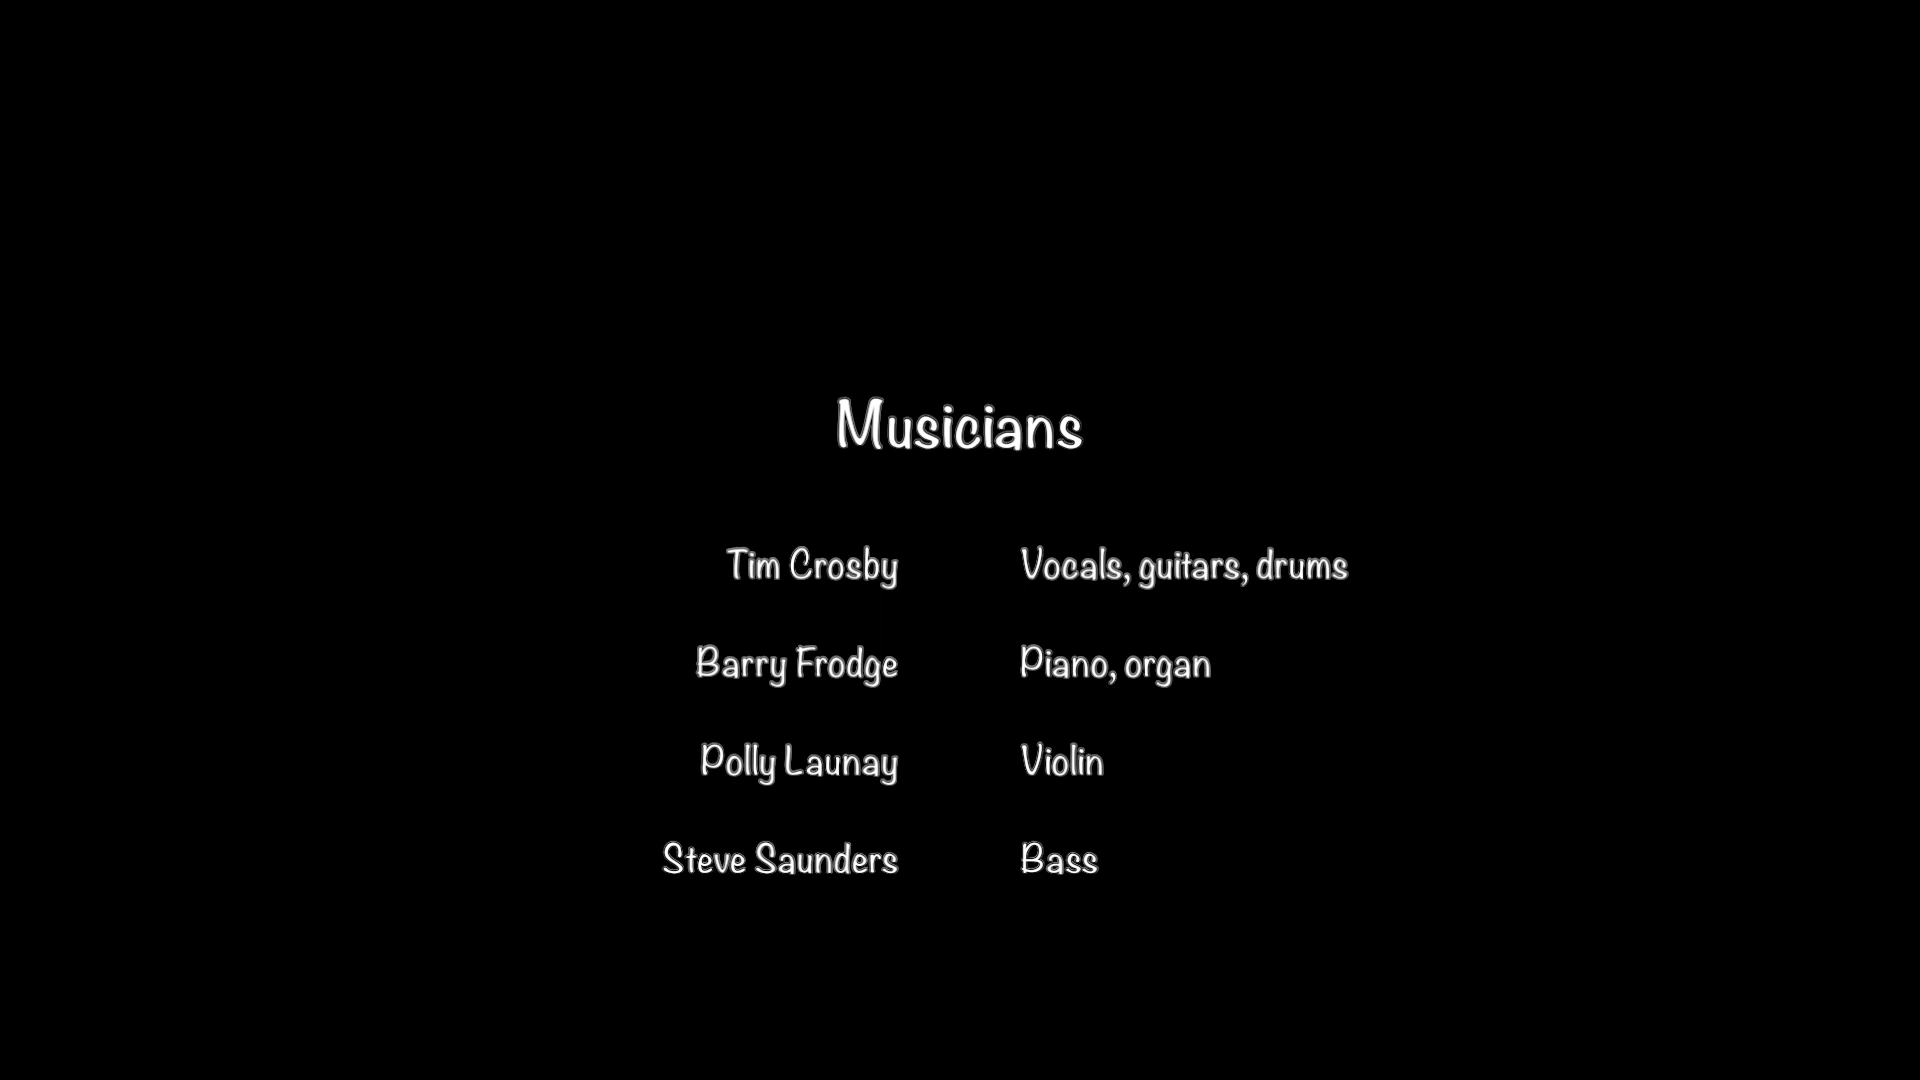 Musicians
Tim Crosby Vocals, guitars, drums
Barry Frodge Piano, organ
Polly Launay Violin
Steve Saunders Bass